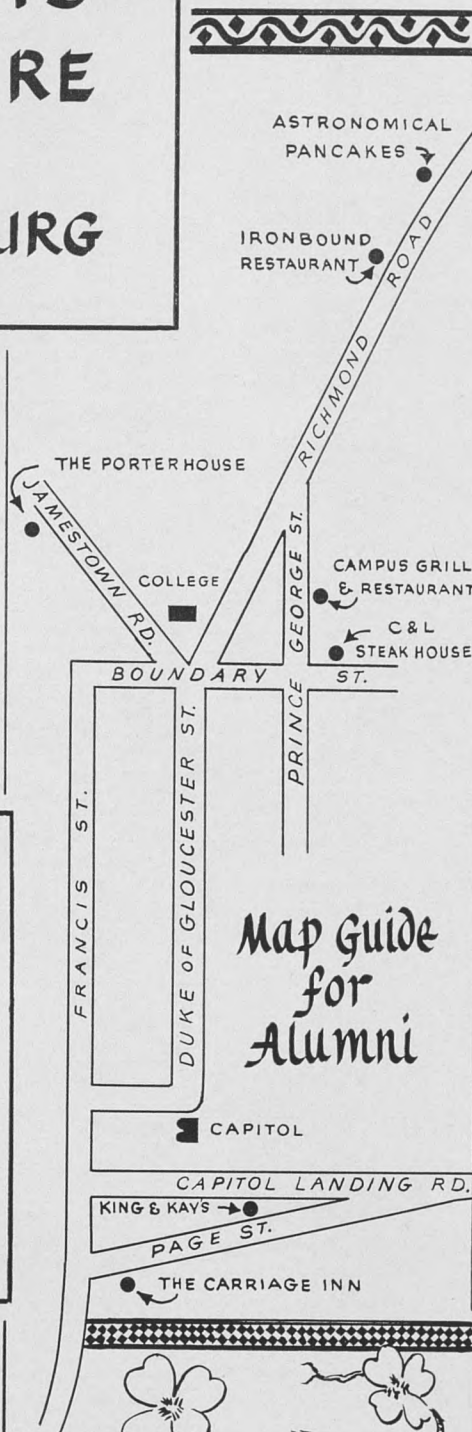 RE
URG
ASTRONOMICAL
PANCAKES
IRONBOUND
RESTAURANT
RICHMOND ROAD
THE PORTERHOUSE
JAMESTOWN RD.
COLLEGE
PRINCE GEORGE ST.
CAMPUS GRILL
& RESTAURANT
C&L
STEAK HOUSE
BOUNDARY ST.
FRANCIS ST.
DUKE OF GLOUCESTER ST.
Map Guide
for
Alumni
CAPITOL
CAPITOL LANDING RD.
KING & KAY'S
PAGE ST.
THE CARRIAGE INN